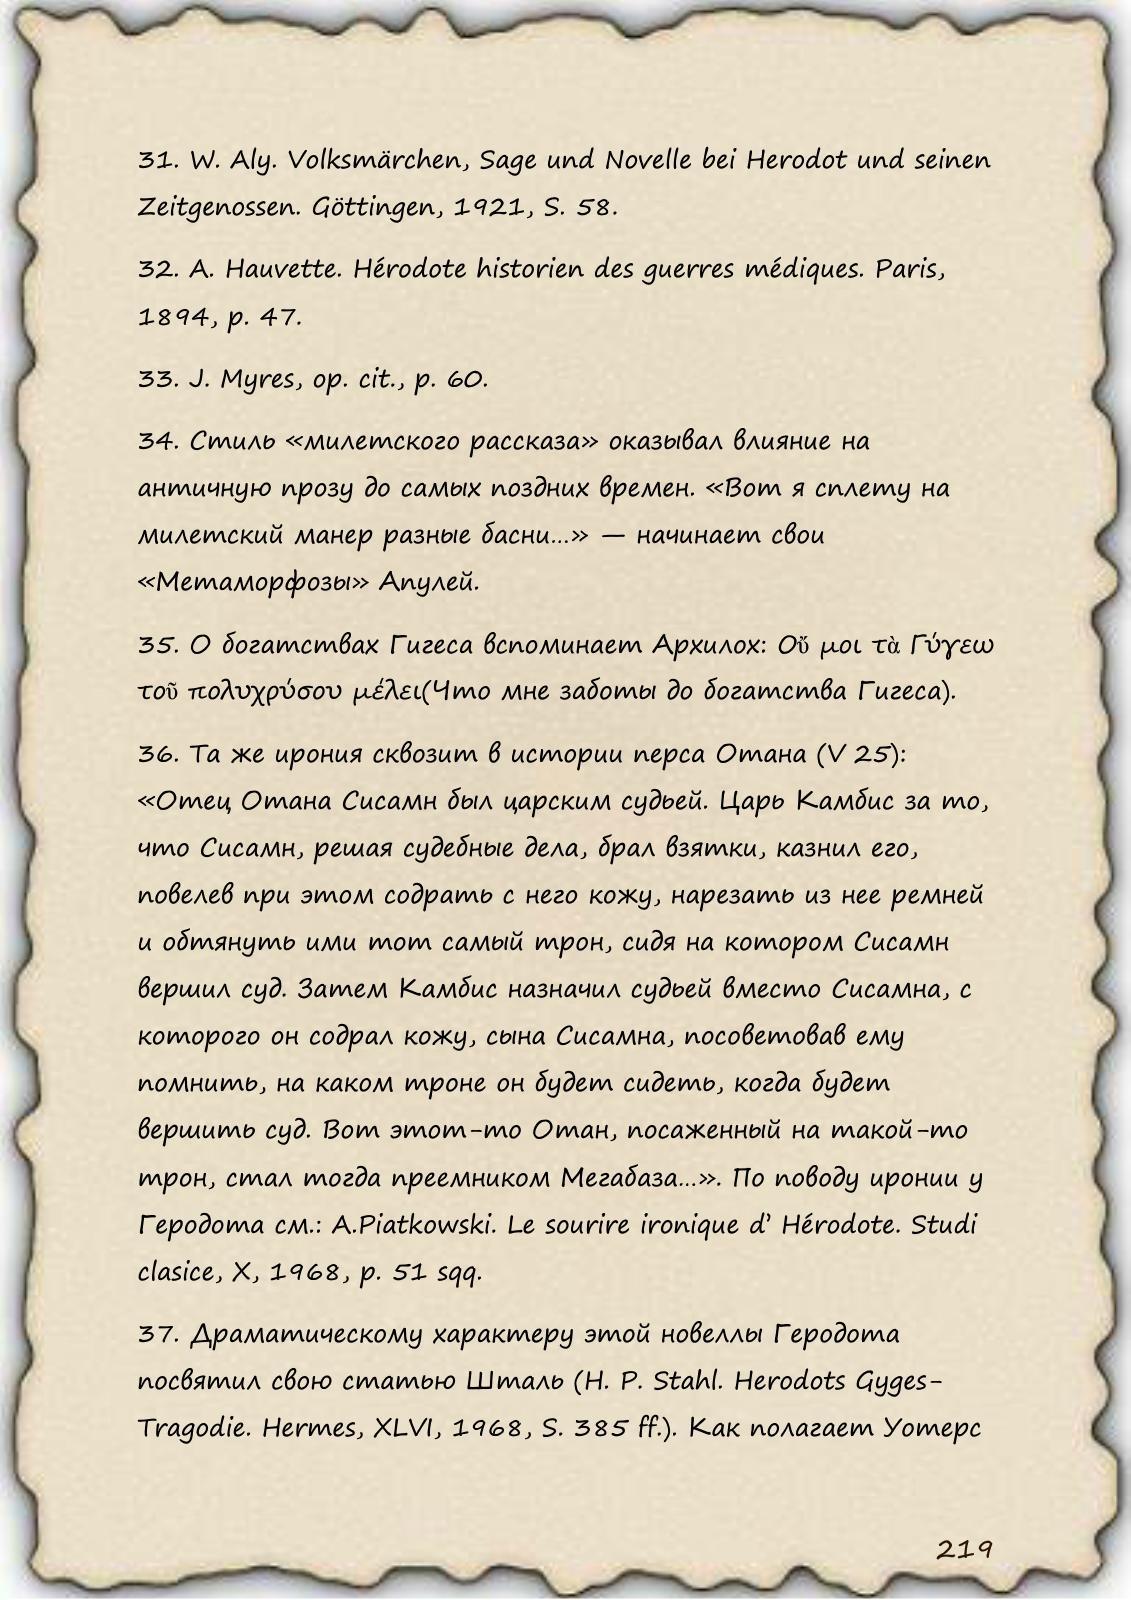 31. W. Aly. Volksmärchen, Sage und Novelle bei Herodot und seinen
Zeitgenossen. Göttingen, 1921, S. 58.
32. A. Hauvette. Hérodote historien des guerres médiques. Paris,
1894, p. 47.
33. J. Myres, op. cit., p. 60.
34. Стиль «милетского рассказа» оказывал влияние на
античную прозу до самых поздних времен. «Вот я сплету на
милетский манер разные басни...» — начинает свои
«Метаморфозы» Апулей.
35. О богатствах Гигеса вспоминает Архилох: Οὔ μοι τὰ Γύγεω
τοῦ πολυχρύσου μέλει(Что мне заботы до богатства Гигеса).
36. Та же ирония сквозит в истории перса Отана (V 25):
«Отец Отана Сисамн был царским судьей. Царь Камбис за то,
что Сисамн, решая судебные дела, брал взятки, казнил его,
повелев при этом содрать с него кожу, нарезать из нее ремней
и обтянуть ими тот самый трон, сидя на котором Сисамн
вершил суд. Затем Камбис назначил судьей вместо Сисамна, с
которого он содрал кожу, сына Сисамна, посоветовав ему
помнить, на каком троне он будет сидеть, когда будет
вершить суд. Вот этот-то Отан, посаженный на такой-то
трон, стал тогда преемником Мегабаза...». По поводу иронии у
Геродота см.: A.Piatkowski. Le sourire ironique d’ Hérodote. Studi
clasice, X, 1968, p. 51 sqq.
37. Драматическому характеру этой новеллы Геродота
посвятил свою статью Шталь (H. P. Stahl. Herodots Gyges-
Tragodie. Hermes, XLVI, 1968, S. 385 ff.). Как полагает Уотерс
219